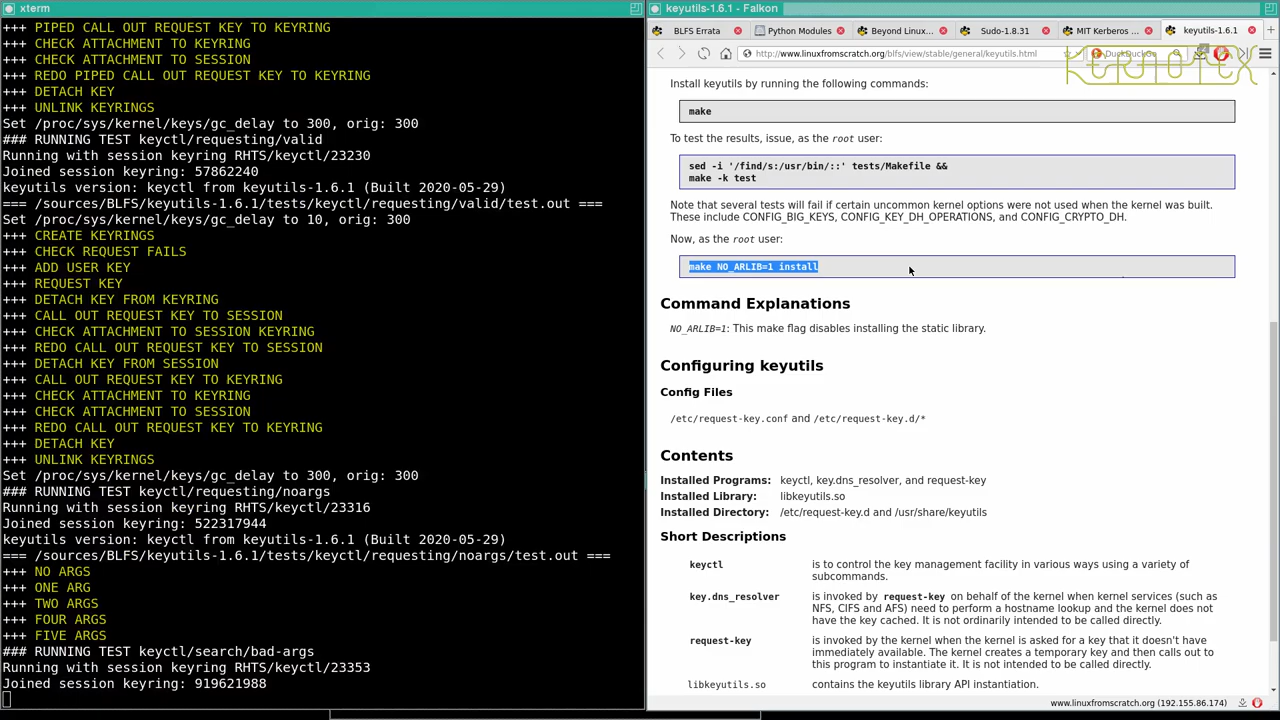 xterm
+++ PIPED CALL OUT REQUEST KEY TO KEYRING
+++ CHECK ATTACHMENT TO KEYRING
+++ CHECK ATTACHMENT TO SESSION
+++ REDO PIPED CALL OUT REQUEST KEY TO KEYRING
+++ DETACH KEY
+++ UNLINK KEYRINGS
Set /proc/sys/kernel/keys/gc_delay to 300, orig: 300
### RUNNING TEST keyctl/requesting/valid
Running with session keyring RHTS/keyctl/23230
Joined session keyring: 57862240
keyutils version: keyctl from keyutils-1.6.1 (Built 2020-05-29)
=== /sources/BLFS/keyutils-1.6.1/tests/keyctl/requesting/valid/test.out ===
Set /proc/sys/kernel/keys/gc_delay to 10, orig: 300
+++ CREATE KEYRINGS
+++ CHECK REQUEST FAILS
+++ ADD USER KEY
+++ REQUEST KEY
+++ DETACH KEY FROM KEYRING
+++ CALL OUT REQUEST KEY TO SESSION
+++ CHECK ATTACHMENT TO SESSION KEYRING
+++ REDO CALL OUT REQUEST KEY TO SESSION
+++ DETACH KEY FROM SESSION
+++ CALL OUT REQUEST KEY TO KEYRING
+++ CHECK ATTACHMENT TO KEYRING
+++ CHECK ATTACHMENT TO SESSION
+++ REDO CALL OUT REQUEST KEY TO KEYRING
+++ DETACH KEY
+++ UNLINK KEYRINGS
Set /proc/sys/kernel/keys/gc_delay to 300, orig: 300
### RUNNING TEST keyctl/requesting/noargs
Running with session keyring RHTS/keyctl/23316
Joined session keyring: 522317944
keyutils version: keyctl from keyutils-1.6.1 (Built 2020-05-29)
=== /sources/BLFS/keyutils-1.6.1/tests/keyctl/requesting/noargs/test.out ===
+++ NO ARGS
+++ ONE ARG
+++ TWO ARGS
+++ FOUR ARGS
+++ FIVE ARGS
### RUNNING TEST keyctl/search/bad-args
Running with session keyring RHTS/keyctl/23353
Joined session keyring: 919621988
keyutils-1.6.1 - Falkon
BLFS Errata
Python Modules
Beyond Linux...
Sudo-1.8.31
MIT Kerberos ...
keyutils-1.6.1
http://www.linuxfromscratch.org/blfs/view/stable/general/keyutils.html
DuckDuckGo
KERNOTEX
Install keyutils by running the following commands:
make
To test the results, issue, as the root user:
sed -i '/find/s:/usr/bin/::' tests/Makefile &&
make -k test
Note that several tests will fail if certain uncommon kernel options were not used when the kernel was built.
These include CONFIG_BIG_KEYS, CONFIG_KEY_DH_OPERATIONS, and CONFIG_CRYPTO_DH.
Now, as the root user:
make NO_ARLIB=1 install
Command Explanations
NO_ARLIB=1: This make flag disables installing the static library.
Configuring keyutils
Config Files
/etc/request-key.conf and /etc/request-key.d/*
Contents
Installed Programs: keyctl, key.dns_resolver, and request-key
Installed Library: libkeyutils.so
Installed Directory: /etc/request-key.d and /usr/share/keyutils
Short Descriptions
keyctl is to control the key management facility in various ways using a variety of
subcommands.
key.dns_resolver is invoked by request-key on behalf of the kernel when kernel services (such as
NFS, CIFS and AFS) need to perform a hostname lookup and the kernel does not
have the key cached. It is not ordinarily intended to be called directly.
request-key is invoked by the kernel when the kernel is asked for a key that it doesn't have
immediately available. The kernel creates a temporary key and then calls out to
this program to instantiate it. It is not intended to be called directly.
libkeyutils.so contains the keyutils library API instantiation.
www.linuxfromscratch.org (192.155.86.174)